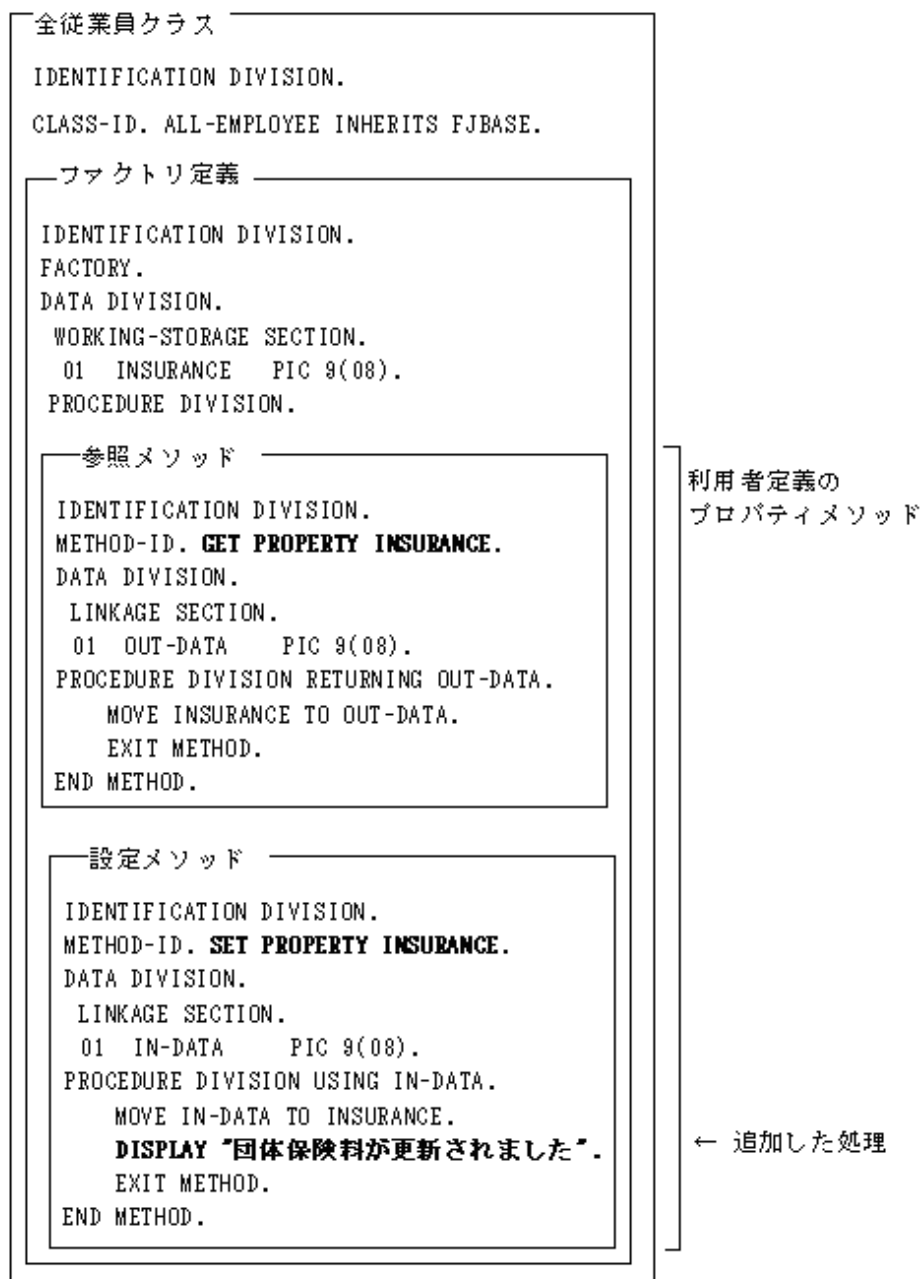 全従業員クラス
IDENTIFICATION DIVISION.
CLASS-ID. ALL-EMPLOYEE INHERITS FJBASE.
ファクトリ定義
IDENTIFICATION DIVISION.
FACTORY.
DATA DIVISION.
WORKING-STORAGE SECTION.
01 INSURANCE PIC 9(08).
PROCEDURE DIVISION.
参照メソッド
IDENTIFICATION DIVISION.
METHOD-ID. GET PROPERTY INSURANCE.
DATA DIVISION.
LINKAGE SECTION.
01 OUT-DATA PIC 9(08).
PROCEDURE DIVISION RETURNING OUT-DATA.
MOVE INSURANCE TO OUT-DATA.
EXIT METHOD.
END METHOD.
利用者定義の
プロパティメソッド
設定メソッド
IDENTIFICATION DIVISION.
METHOD-ID. SET PROPERTY INSURANCE.
DATA DIVISION.
LINKAGE SECTION.
01 IN-DATA PIC 9(08).
PROCEDURE DIVISION USING IN-DATA.
MOVE IN-DATA TO INSURANCE.
DISPLAY "団体保険料が更新されました".
← 追加した処理
EXIT METHOD.
END METHOD.